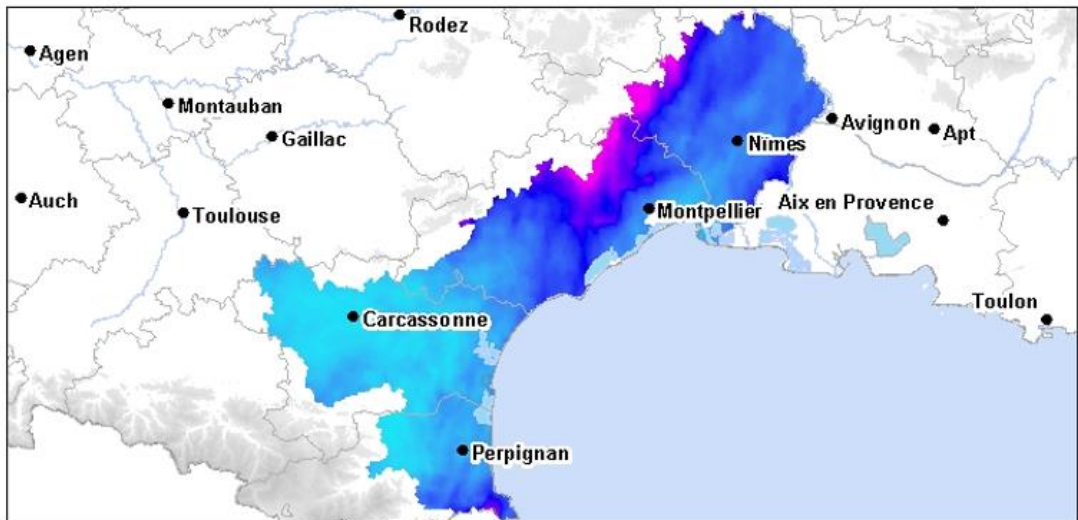 Rodez
Agen
Montauban
Avignon
Apt
Gaillac
Nîmes
Auch
Toulouse
Montpellier
Aix en Provence
Toulon
Carcassonne
Perpignan